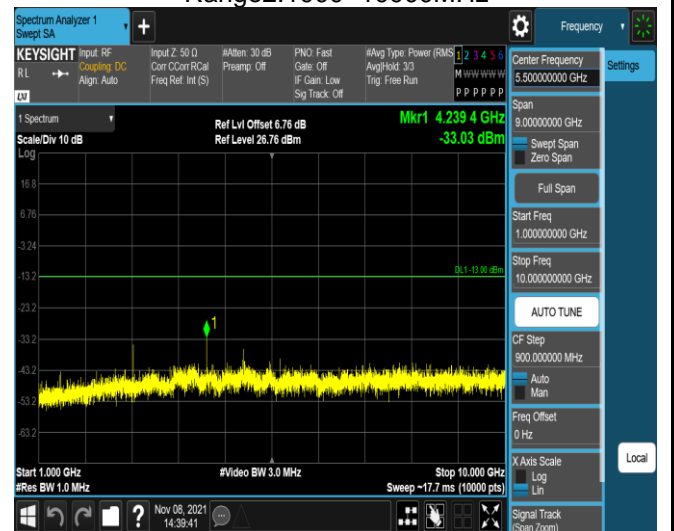 Range2:1000~10000MHz
Spectrum Analyzer 1
Swept SA
Frequency
KEYSIGHT
RL
LXI
Input: RF
Coupling: DC
Align: Auto
Input Z: 50 Ω
Corr CCorr RCal
Freq Ref: Int (S)
#Atten: 30 dB
Preamp: Off
PNO: Fast
Gate: Off
IF Gain: Low
Sig Track: Off
#Avg Type: Power (RMS
Avg|Hold: 3/3
Trig: Free Run
1 2 3 4 5 6
M W W W W W
P P P P P P
1 Spectrum
Scale/Div 10 dB
Log
Ref Lvl Offset 6.76 dB
Ref Level 26.76 dBm
Mkr1 4.239 4 GHz
-33.03 dBm
16.8
6.76
-3.24
-13.2
DL1 -13.00 dBm
-23.2
1
-33.2
-43.2
-53.2
-63.2
Start 1.000 GHz
#Res BW 1.0 MHz
#Video BW 3.0 MHz
Stop 10.000 GHz
Sweep ~17.7 ms (10000 pts)
Center Frequency
5.500000000 GHz
Settings
Span
9.00000000 GHz
Swept Span
Zero Span
Full Span
Start Freq
1.000000000 GHz
Stop Freq
10.000000000 GHz
AUTO TUNE
CF Step
900.000000 MHz
Auto
Man
Freq Offset
0 Hz
X Axis Scale
Log
Lin
Local
Signal Track
(Span Zoom)
?
Nov 08, 2021
14:39:41